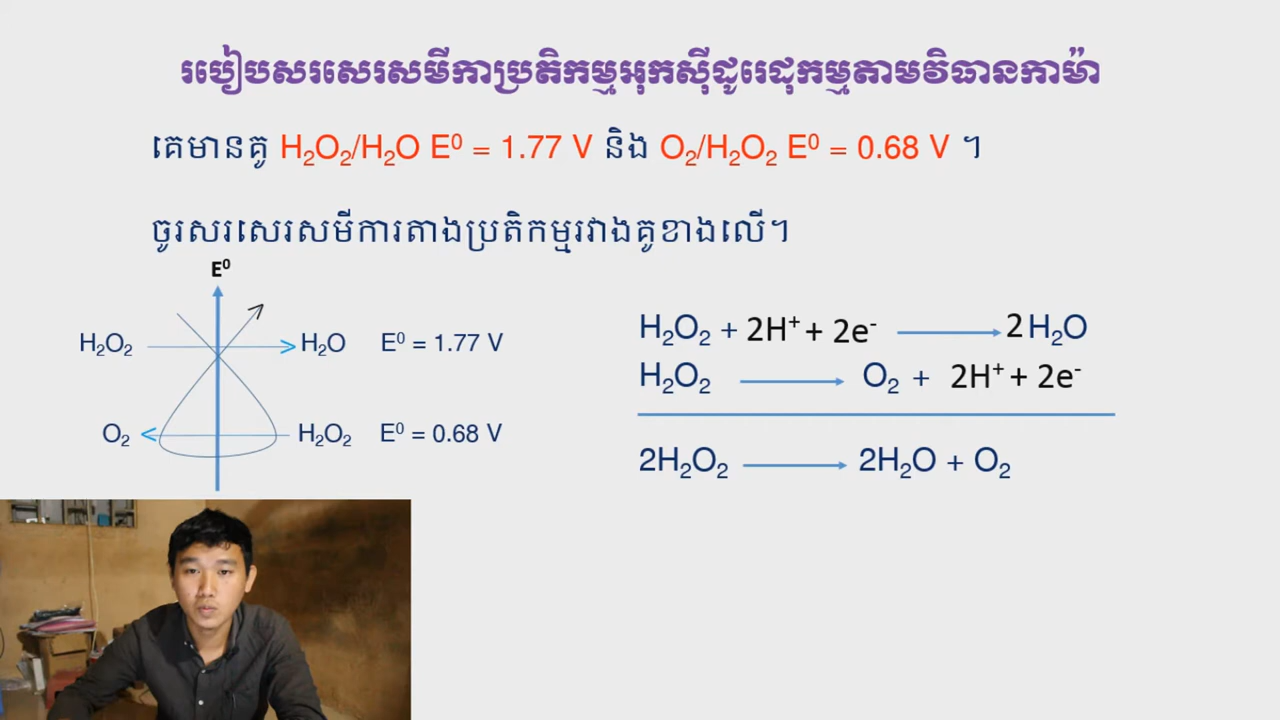 របៀបសរសេរសមីកាប្រតិកម្មអុកស៊ីដូរេដុកម្មតាមវិធានកាម៉ា
គេមានគូ H₂O₂/H₂O E⁰ = 1.77 V និង O₂/H₂O₂ E⁰ = 0.68 V ។
ចូរសរសេរសមីការតាងប្រតិកម្មរវាងគូខាងលើ។
E⁰
H₂O₂ > H₂O E⁰ = 1.77 V
O₂ < H₂O₂ E⁰ = 0.68 V
H₂O₂ + 2H⁺ + 2e⁻ → 2H₂O
H₂O₂ → O₂ + 2H⁺ + 2e⁻
2H₂O₂ → 2H₂O + O₂